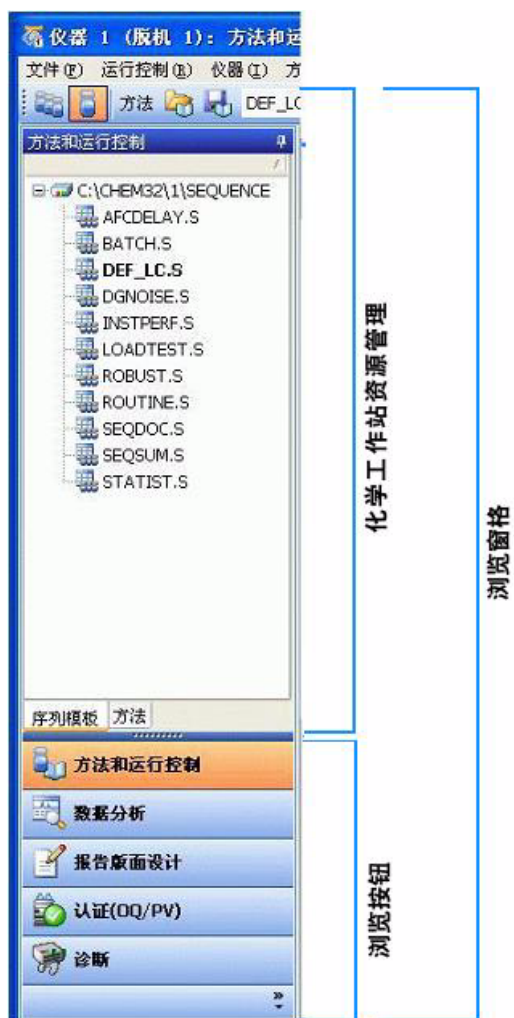 仪器 1 (脱机 1): 方法和运
文件(F) 运行控制(R) 仪器(I) 方
方法 DEF_LC
方法和运行控制
C:\CHEM32\1\SEQUENCE
AFCDELAY.S
BATCH.S
DEF_LC.S
DGNOISE.S
INSTPERF.S
LOADTEST.S
ROBUST.S
ROUTINE.S
SEQDOC.S
SEQSUM.S
STATIST.S
序列模板 方法
方法和运行控制
数据分析
报告版面设计
认证(OQ/PV)
诊断
化学工作站资源管理
浏览按钮
浏览窗格